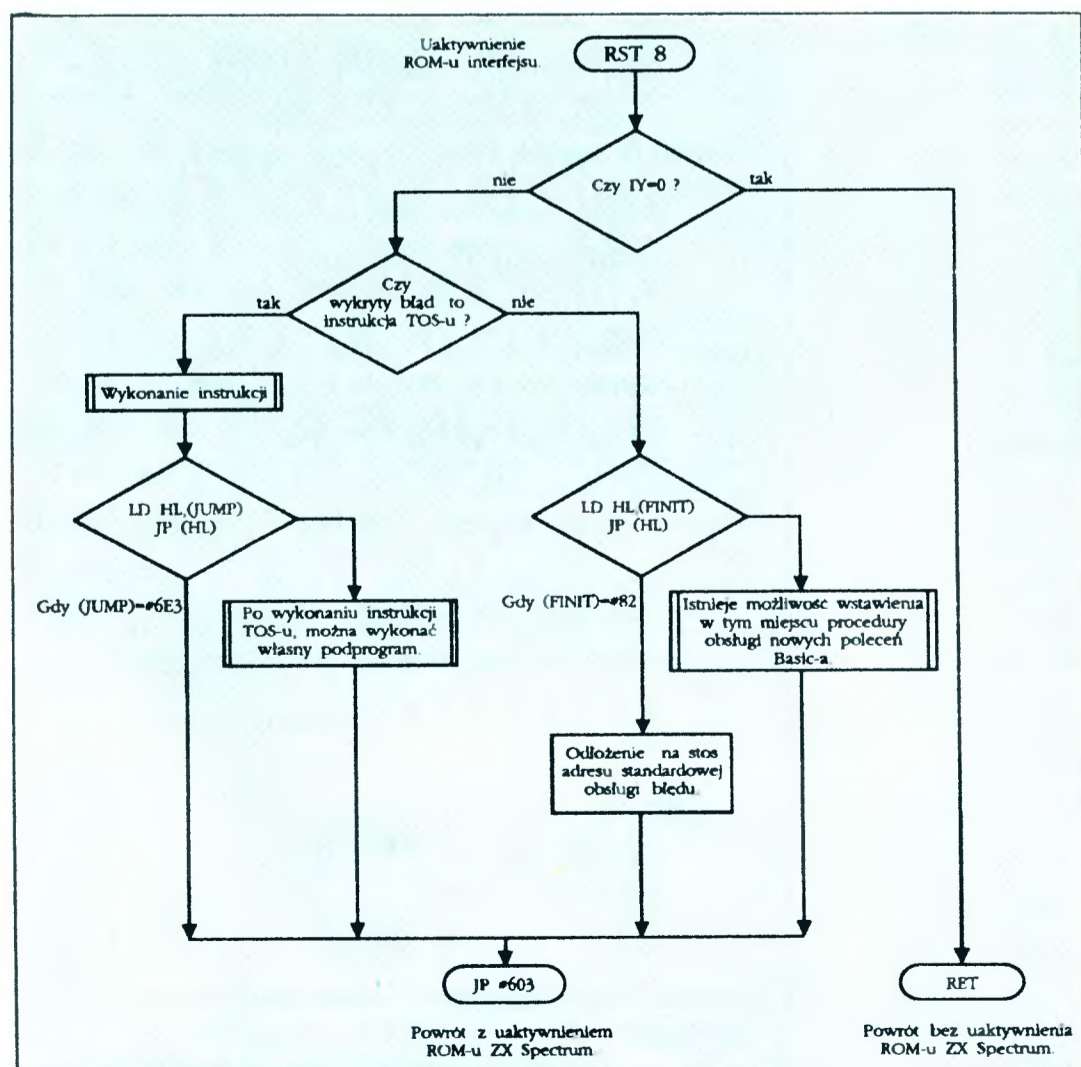 Uaktywnienie
ROM-u interfejsu.
RST 8
nie
Czy IY=0 ?
tak
tak
Czy
wykryty błąd to
instrukcja TOS-u ?
nie
Wykonanie instrukcji
LD HL,(JUMP)
JP (HL)
LD HL,(FINIT)
JP (HL)
Gdy (JUMP)=#6E3
Po wykonaniu instrukcji
TOS-u, można wykonać
własny podprogram.
Gdy (FINIT)=#82
Istnieje możliwość wstawienia
w tym miejscu procedury
obsługi nowych poleceń
Basic-a.
Odłożenie na stos
adresu standardowej
obsługi błędu.
JP #603
RET
Powrót z uaktywnieniem
ROM-u ZX Spectrum.
Powrót bez uaktywnienia
ROM-u ZX Spectrum.